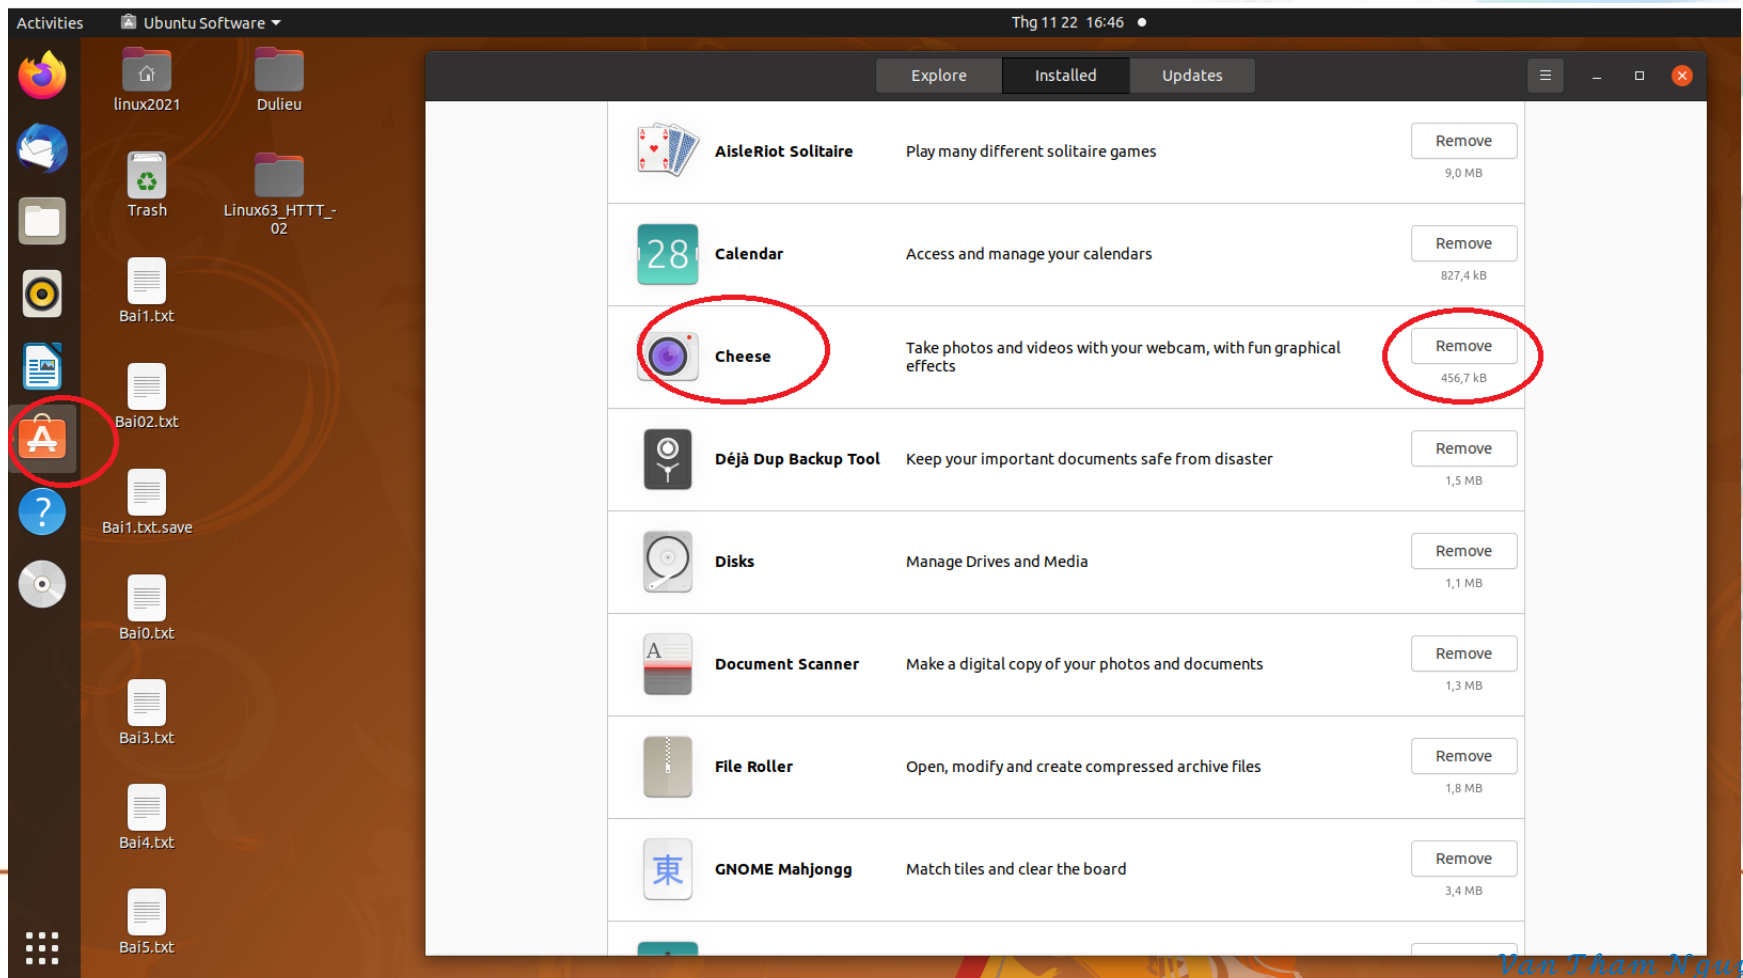 Activities
Ubuntu Software
Thg 11 22 16:46
linux2021
Dulieu
Trash
Linux63_HTTT_-
02
Bai1.txt
Bai02.txt
Bai1.txt.save
Bai0.txt
Bai3.txt
Bai4.txt
Bai5.txt
Explore
Installed
Updates
AisleRiot Solitaire
Play many different solitaire games
Remove
9,0 MB
28
Calendar
Access and manage your calendars
Remove
827,4 kB
Cheese
Take photos and videos with your webcam, with fun graphical
effects
Remove
456,7 kB
Déjà Dup Backup Tool
Keep your important documents safe from disaster
Remove
1,5 MB
Disks
Manage Drives and Media
Remove
1,1 MB
A
Document Scanner
Make a digital copy of your photos and documents
Remove
1,3 MB
File Roller
Open, modify and create compressed archive files
Remove
1,8 MB
東
GNOME Mahjongg
Match tiles and clear the board
Remove
3,4 MB
Van Tham Ngu